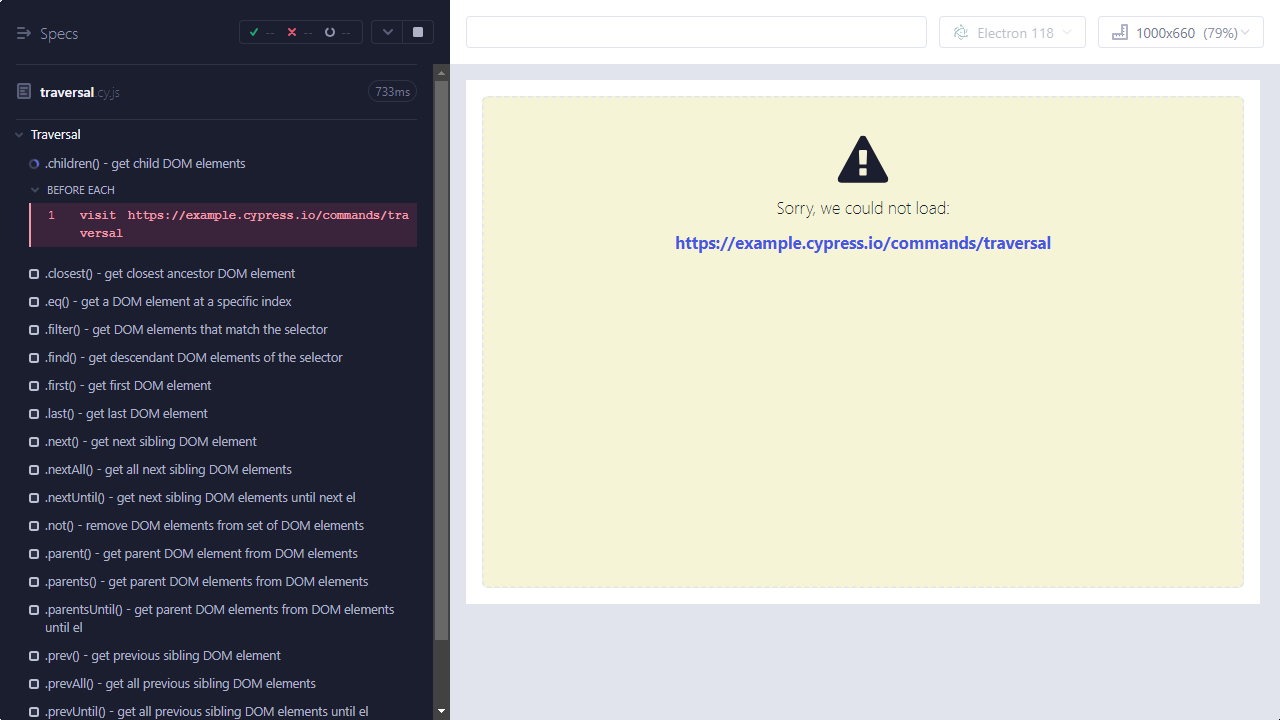 Specs
--
--
--
Electron 118
1000x660 (79%)
traversal.cy.js
733ms
Traversal
.children() - get child DOM elements
BEFORE EACH
1 visit https://example.cypress.io/commands/tra
versal
.closest() - get closest ancestor DOM element
.eq() - get a DOM element at a specific index
.filter() - get DOM elements that match the selector
.find() - get descendant DOM elements of the selector
.first() - get first DOM element
.last() - get last DOM element
.next() - get next sibling DOM element
.nextAll() - get all next sibling DOM elements
.nextUntil() - get next sibling DOM elements until next el
.not() - remove DOM elements from set of DOM elements
.parent() - get parent DOM element from DOM elements
.parents() - get parent DOM elements from DOM elements
.parentsUntil() - get parent DOM elements from DOM elements
until el
.prev() - get previous sibling DOM element
.prevAll() - get all previous sibling DOM elements
.prevUntil() - get all previous sibling DOM elements until el
Sorry, we could not load:
https://example.cypress.io/commands/traversal